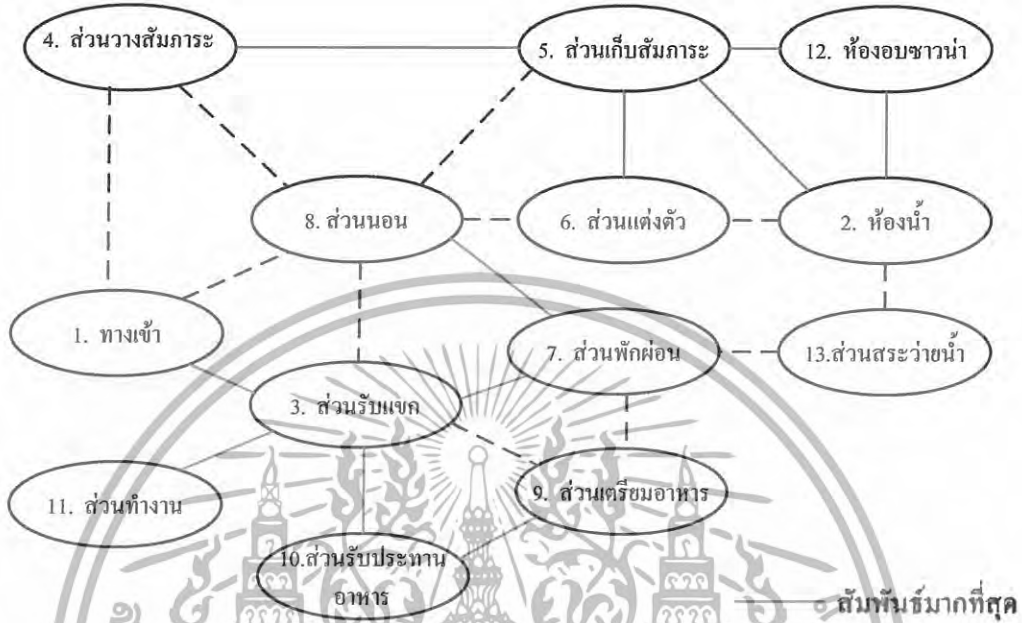 4. ส่วนวางสัมภาระ
5. ส่วนเก็บสัมภาระ
12. ห้องอบซาวน่า
8. ส่วนนอน
6. ส่วนแต่งตัว
2. ห้องน้ำ
1. ทางเข้า
7. ส่วนพักผ่อน
13.ส่วนสระว่ายน้ำ
3. ส่วนรับแขก
11. ส่วนทำงาน
9. ส่วนเตรียมอาหาร
10.ส่วนรับประทาน
อาหาร
สัมพันธ์มากที่สุด